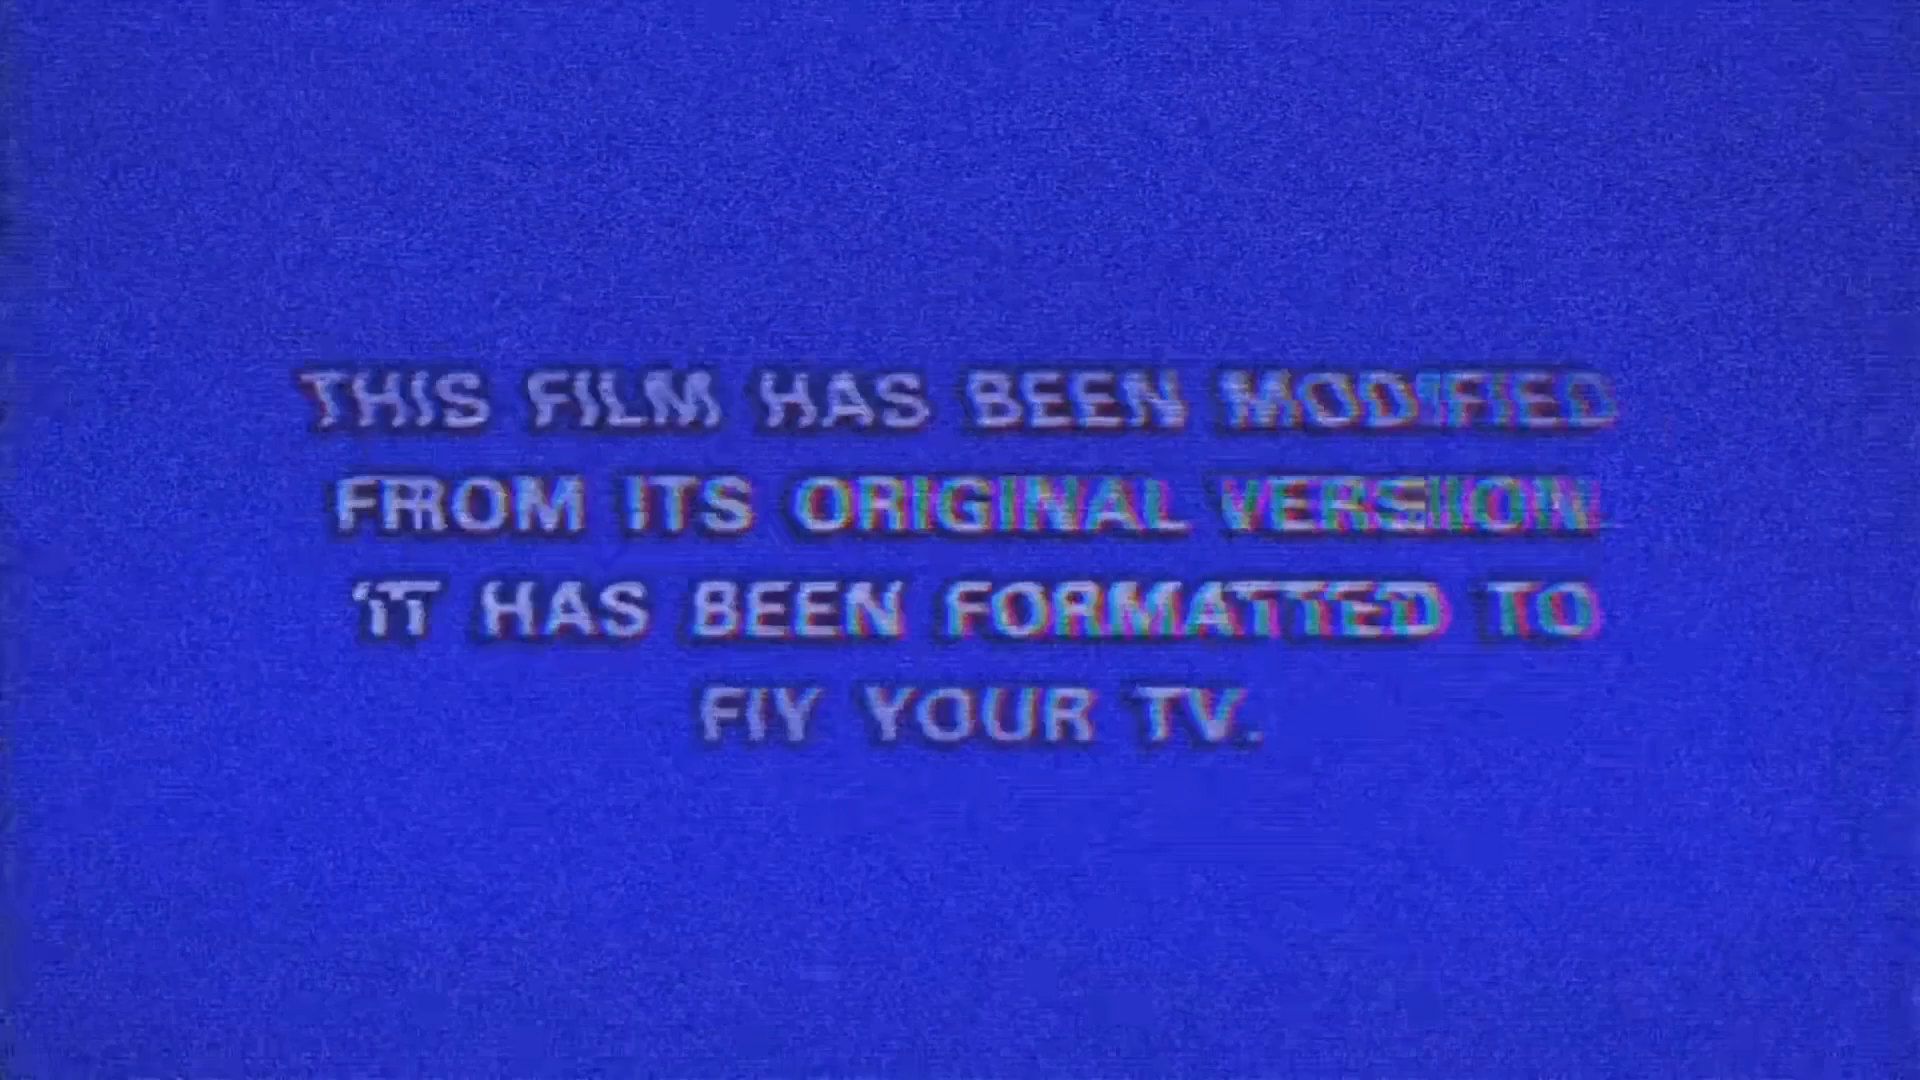 THIS FILM HAS BEEN MODIFIED
FROM ITS ORIGINAL VERSION
IT HAS BEEN FORMATTED TO
FIY YOUR TV.